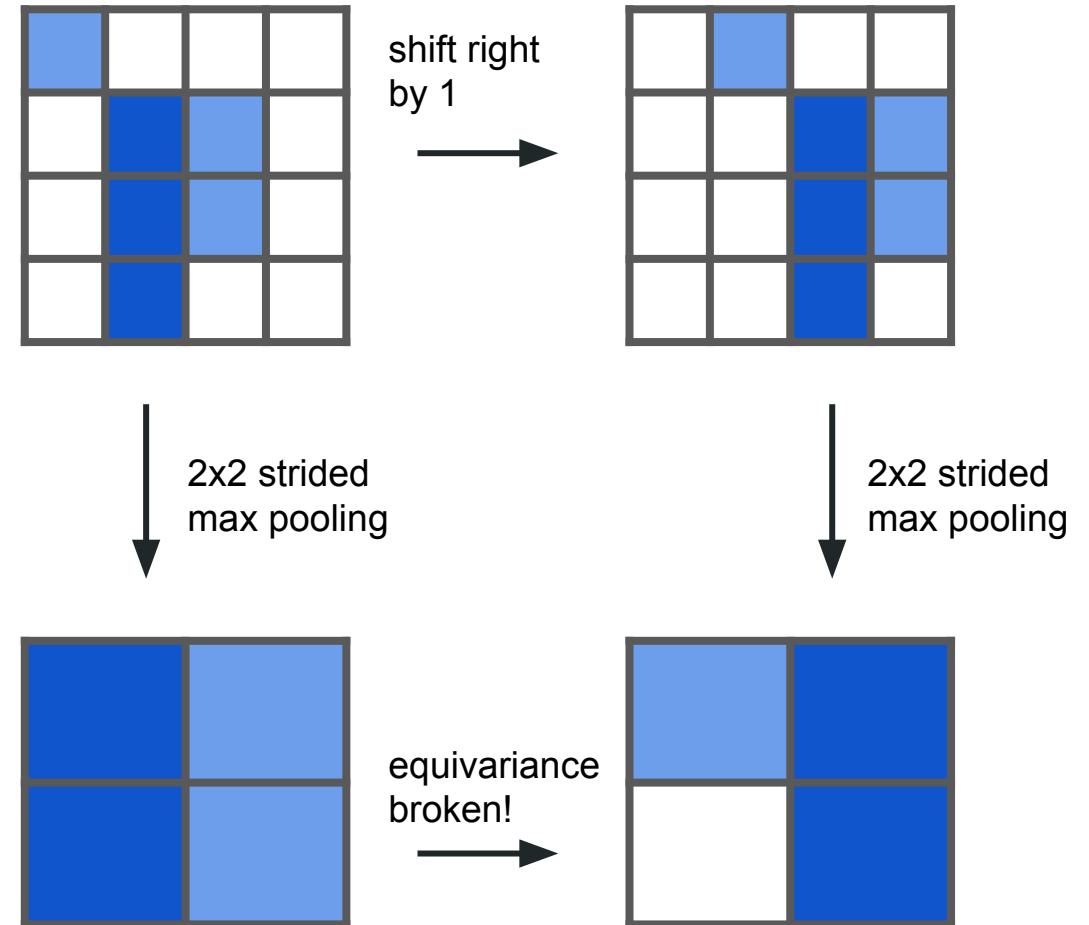 shift right
by 1
2x2 strided
max pooling
2x2 strided
max pooling
equivariance
broken!